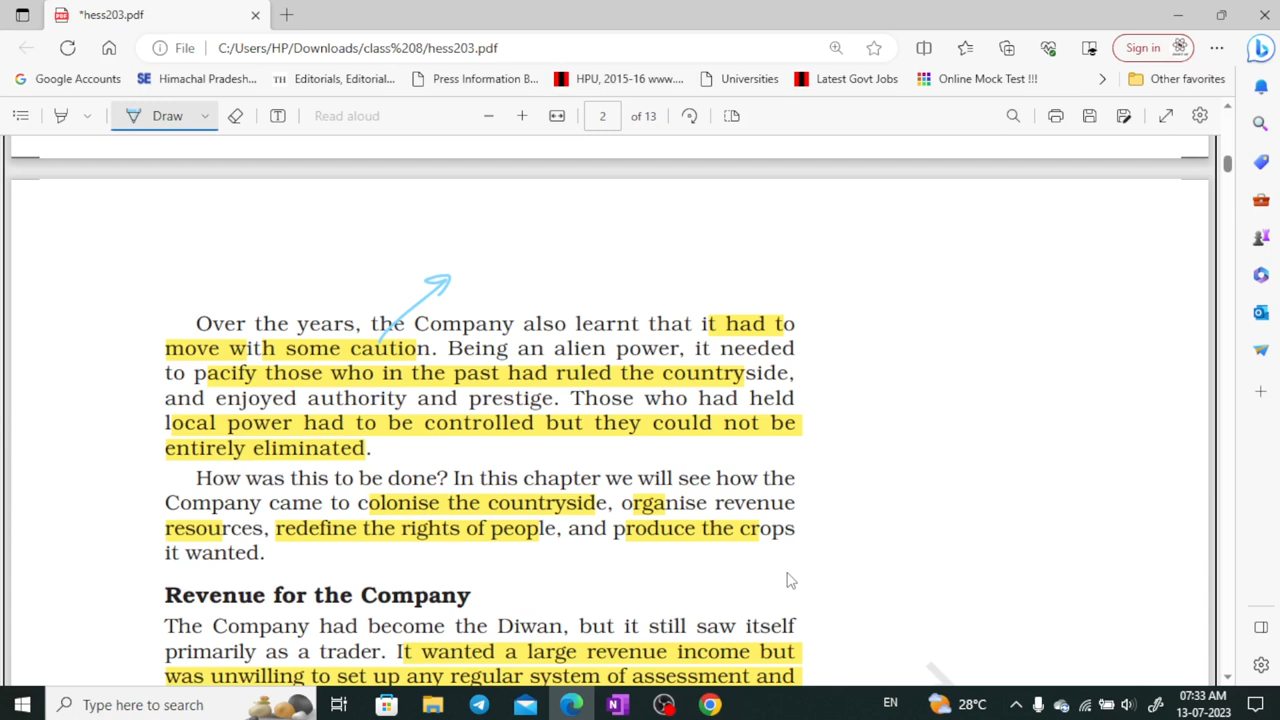 *hess203.pdf
File
C:/Users/HP/Downloads/class%208/hess203.pdf
Sign in
Google Accounts
SE Himachal Pradesh...
TH Editorials, Editorial...
Press Information B...
HPU, 2015-16 www....
Universities
Latest Govt Jobs
Online Mock Test !!!
Other favorites
Draw
Read aloud
2 of 13
Over the years, the Company also learnt that it had to
move with some caution. Being an alien power, it needed
to pacify those who in the past had ruled the countryside,
and enjoyed authority and prestige. Those who had held
local power had to be controlled but they could not be
entirely eliminated.
How was this to be done? In this chapter we will see how the
Company came to colonise the countryside, organise revenue
resources, redefine the rights of people, and produce the crops
it wanted.
Revenue for the Company
The Company had become the Diwan, but it still saw itself
primarily as a trader. It wanted a large revenue income but
was unwilling to set up any regular system of assessment and
Type here to search
28°C
EN
07:33 AM
13-07-2023